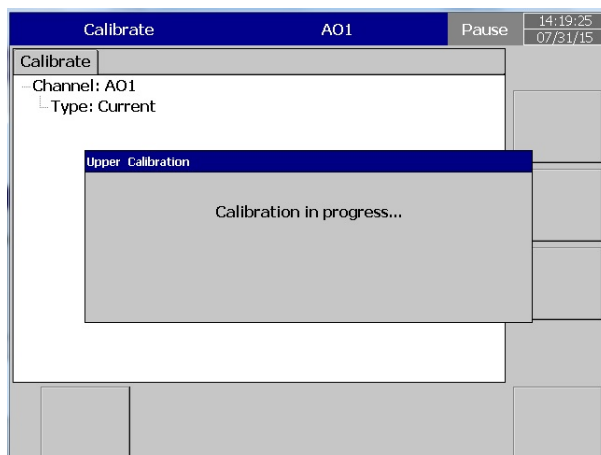 Calibrate AO1 Pause 14:19:25
07/31/15
Calibrate
Channel: AO1
Type: Current
Upper Calibration
Calibration in progress...